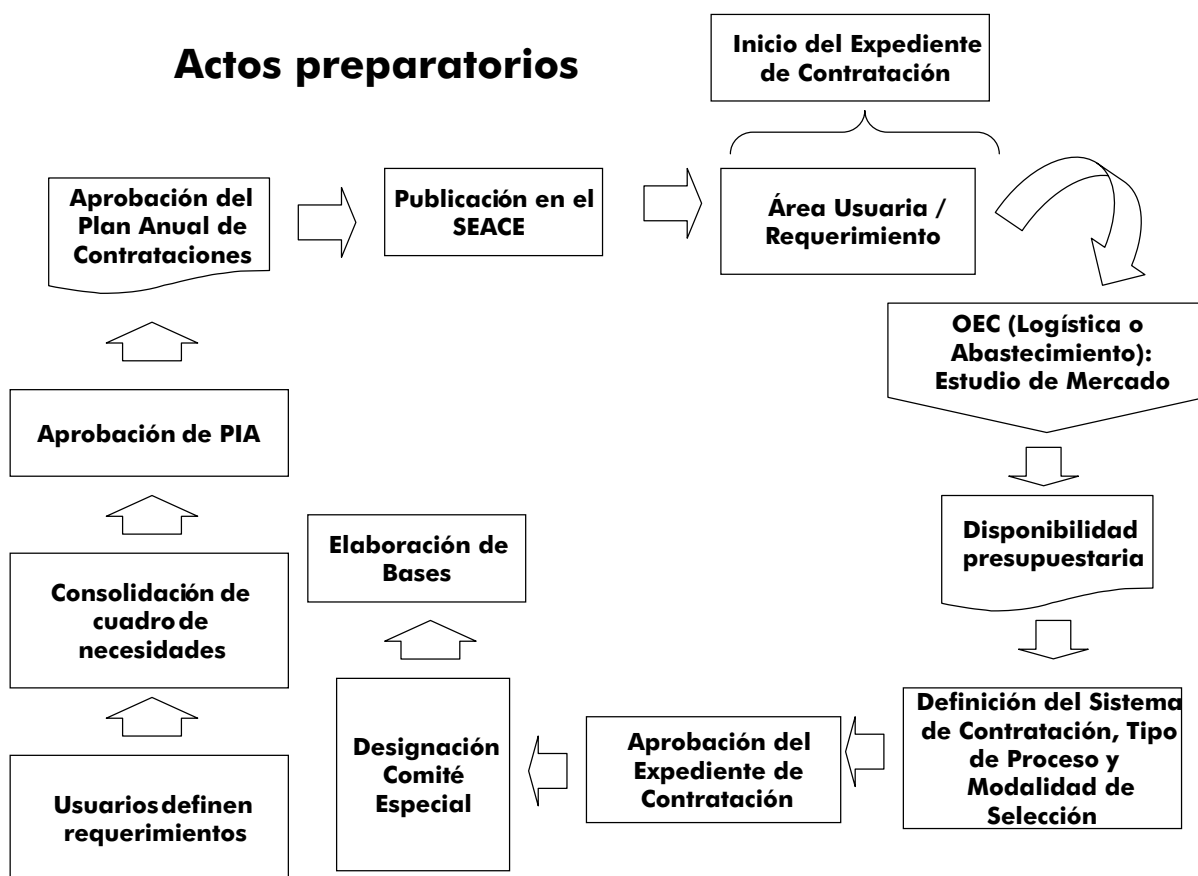 Actos preparatorios
Inicio del Expediente
de Contratación
Aprobación del
Plan Anual de
Contrataciones
Publicación en el
SEACE
Área Usuaria /
Requerimiento
OEC (Logística o
Abastecimiento):
Estudio de Mercado
Aprobación de PIA
Disponibilidad
presupuestaria
Elaboración de
Bases
Consolidación de
cuadro de
necesidades
Definición del Sistema
de Contratación, Tipo
de Proceso y
Modalidad de
Selección
Aprobación del
Expediente de
Contratación
Designación
Comité
Especial
Usuarios definen
requerimientos